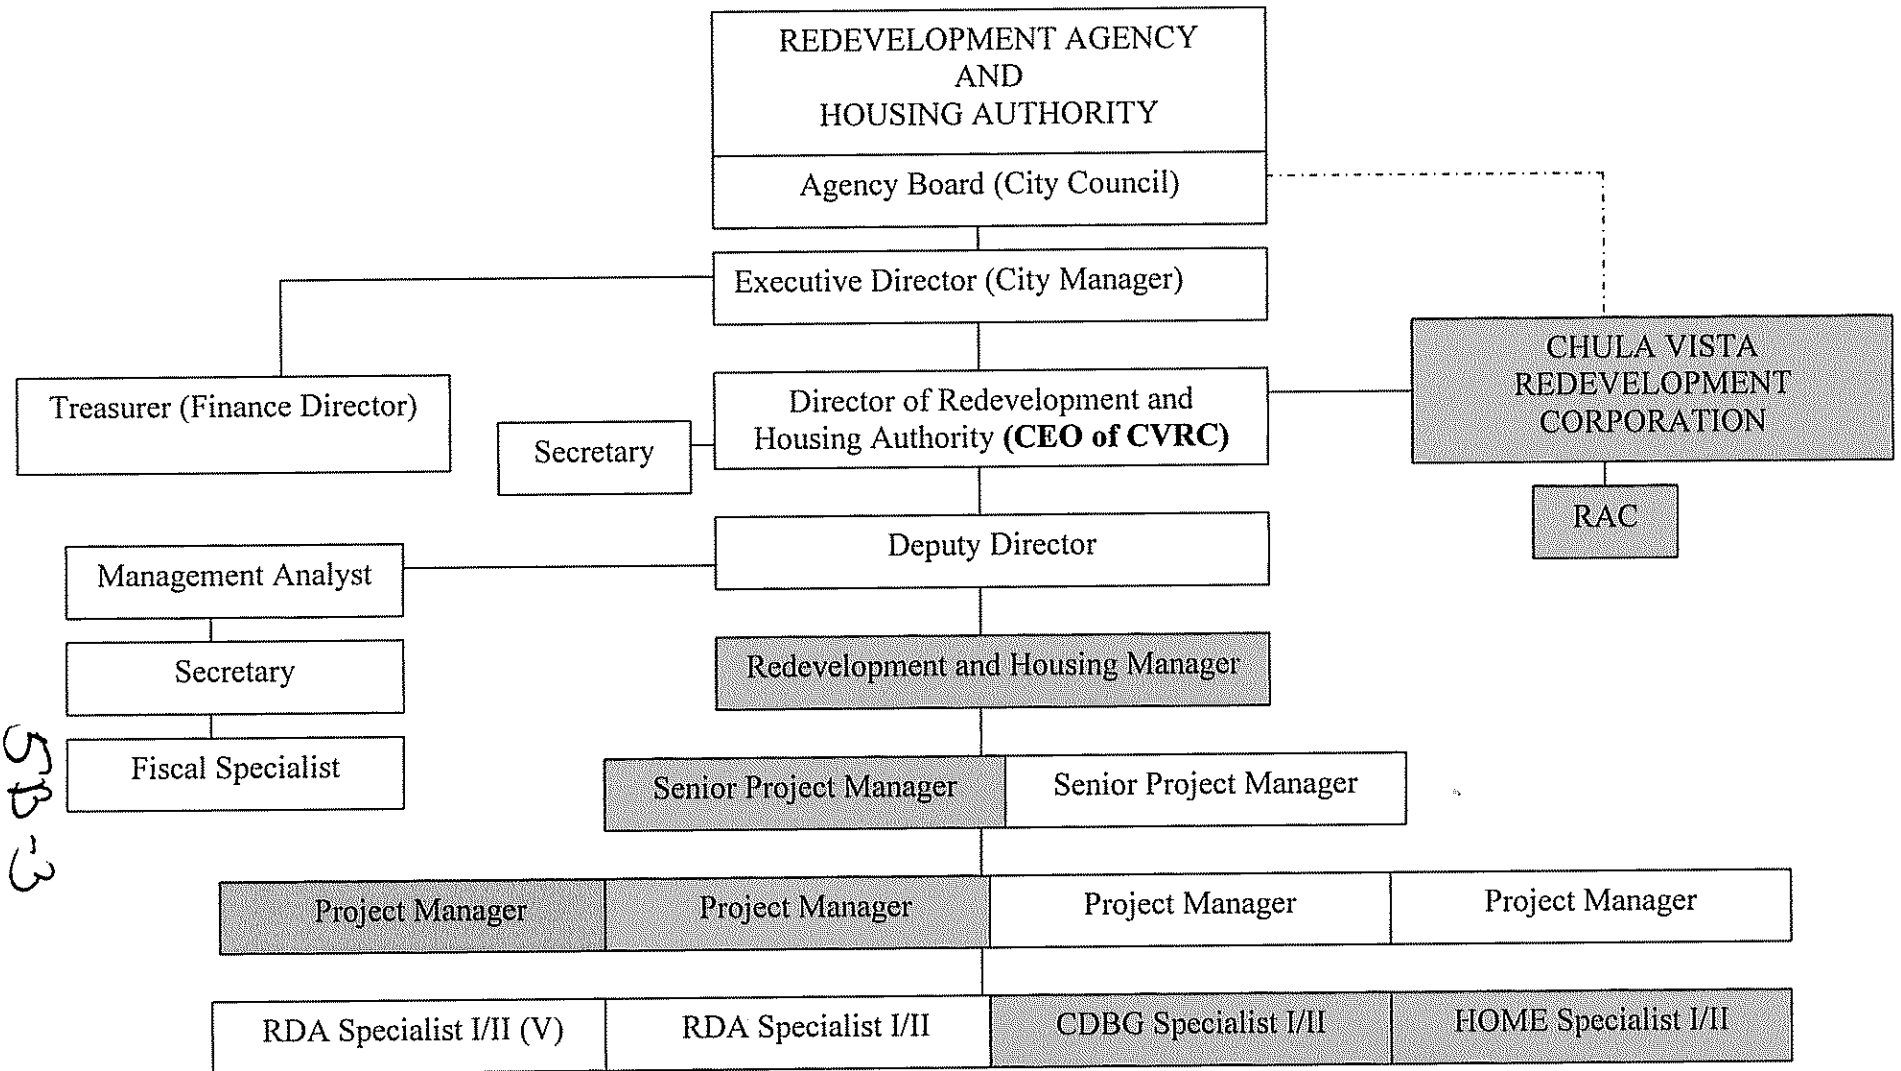 REDEVELOPMENT AGENCY
AND
HOUSING AUTHORITY
Agency Board (City Council)
Executive Director (City Manager)
Treasurer (Finance Director)
Secretary
Director of Redevelopment and
Housing Authority (CEO of CVRC)
CHULA VISTA
REDEVELOPMENT
CORPORATION
RAC
Deputy Director
Management Analyst
Secretary
Fiscal Specialist
Redevelopment and Housing Manager
Senior Project Manager
Senior Project Manager
Project Manager
Project Manager
Project Manager
Project Manager
RDA Specialist I/II (V)
RDA Specialist I/II
CDBG Specialist I/II
HOME Specialist I/II
5B-3